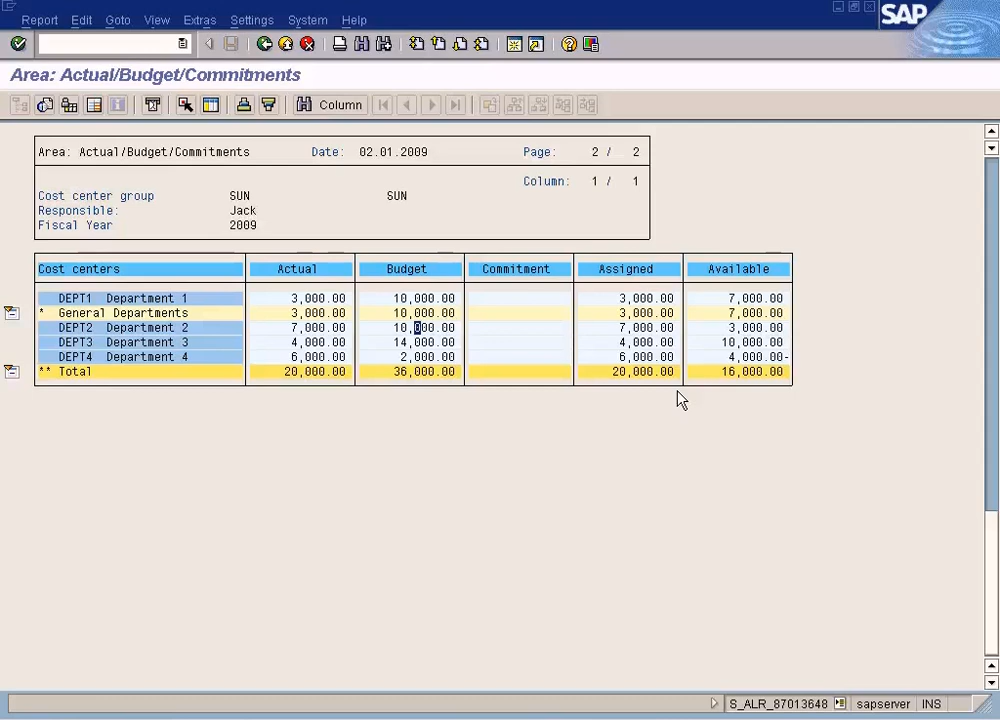 Report Edit Goto View Extras Settings System Help
SAP
Area: Actual/Budget/Commitments
Column
Area: Actual/Budget/Commitments Date: 02.01.2009 Page: 2 / 2
Column: 1 / 1
Cost center group SUN SUN
Responsible: Jack
Fiscal Year 2009
Cost centers Actual Budget Commitment Assigned Available
DEPT1 Department 1 3,000.00 10,000.00 3,000.00 7,000.00
* General Departments 3,000.00 10,000.00 3,000.00 7,000.00
DEPT2 Department 2 7,000.00 10,000.00 7,000.00 3,000.00
DEPT3 Department 3 4,000.00 14,000.00 4,000.00 10,000.00
DEPT4 Department 4 6,000.00 2,000.00 6,000.00 4,000.00-
** Total 20,000.00 36,000.00 20,000.00 16,000.00
S_ALR_87013648 sapserver INS